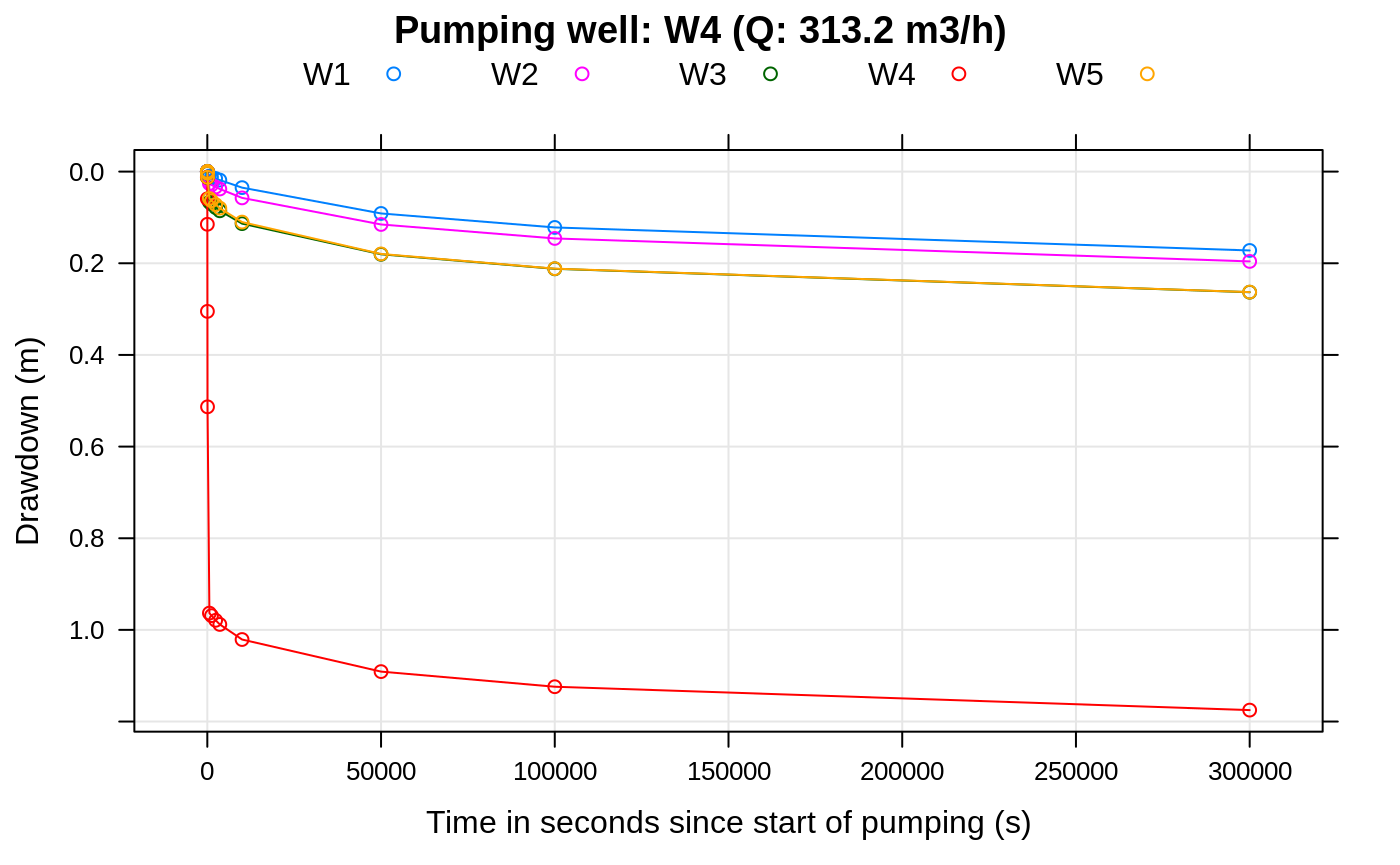 Pumping well: W4 (Q: 313.2 m3/h)
W1 W2 W3 W4 W5
0.0
0.2
0.4
0.6
0.8
1.0
Drawdown (m)
0 50000 100000 150000 200000 250000 300000
Time in seconds since start of pumping (s)